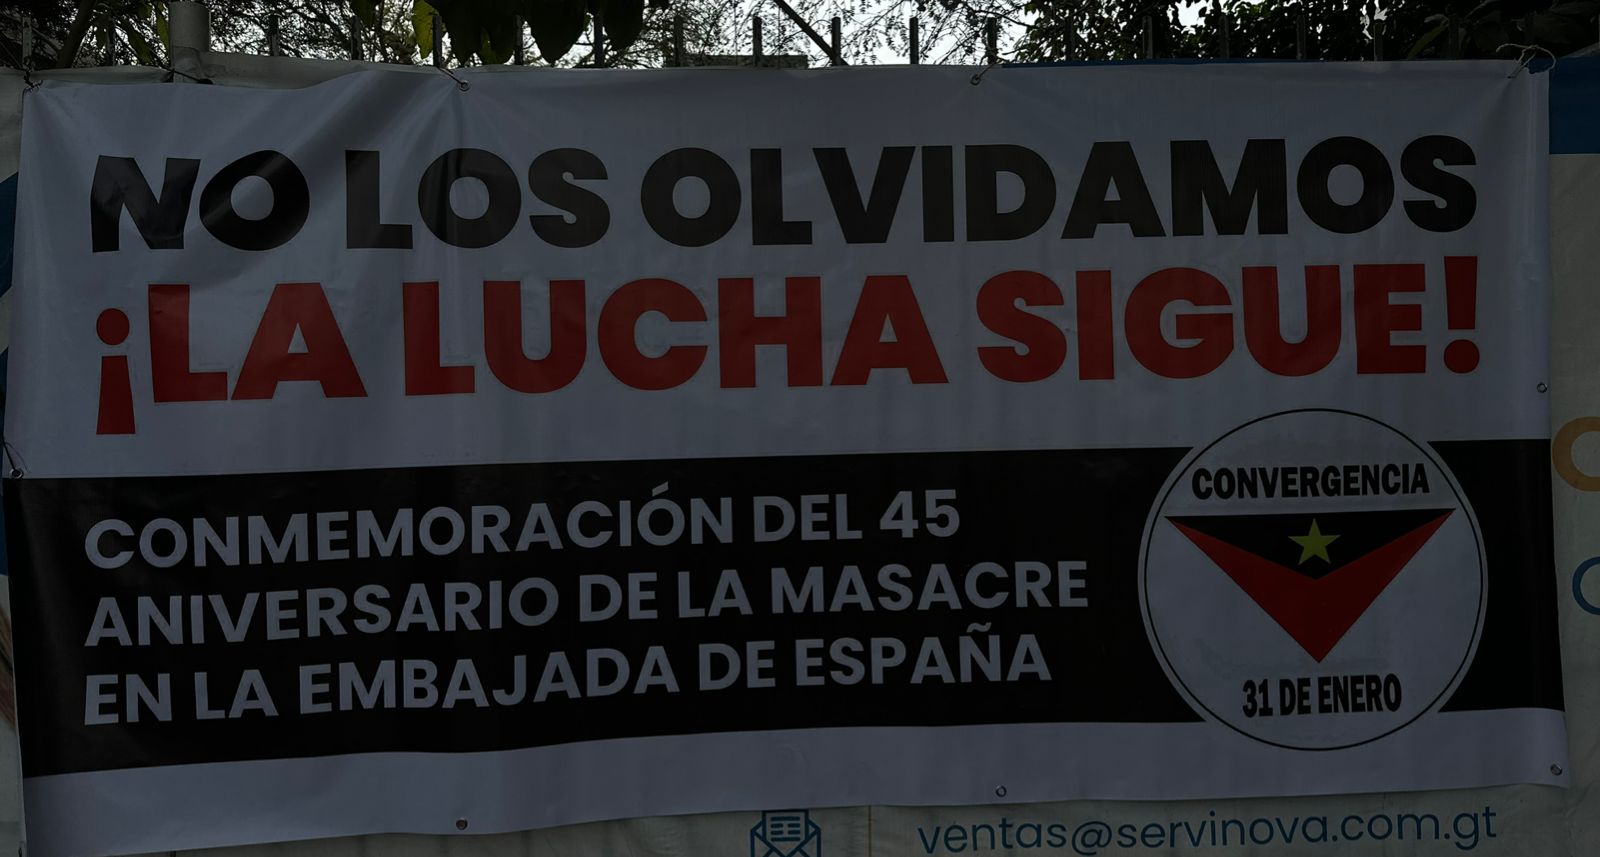 NO LOS OLVIDAMOS
¡LA LUCHA SIGUE!
CONMEMORACIÓN DEL 45
ANIVERSARIO DE LA MASACRE
EN LA EMBAJADA DE ESPAÑA
CONVERGENCIA
31 DE ENERO
ventas@servinova.com.gt